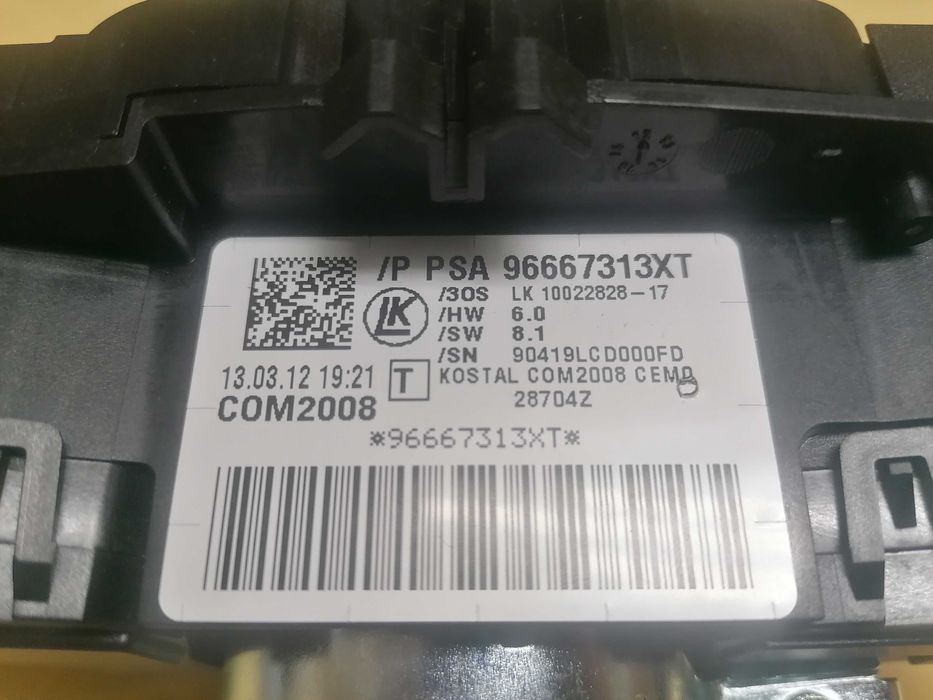 /P PSA 96667313XT
/3OS LK 10022828-17
LK
/HW 6.0
/SW 8.1
/SN 90419LCD000FD
13.03.12 19:21 T KOSTAL COM2008 CEMD
COM2008 28704Z
*96667313XT*